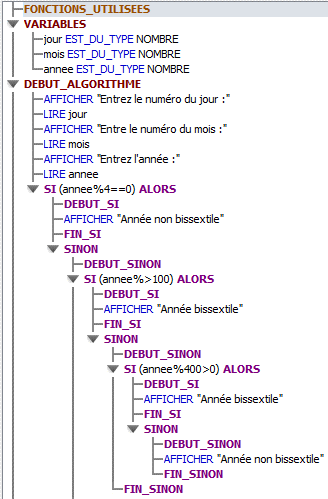 FONCTIONS_UTILISEES
VARIABLES
jour EST_DU_TYPE NOMBRE
mois EST_DU_TYPE NOMBRE
annee EST_DU_TYPE NOMBRE
DEBUT_ALGORITHME
AFFICHER "Entrez le numéro du jour :"
LIRE jour
AFFICHER "Entre le numéro du mois :"
LIRE mois
AFFICHER "Entrez l'année :"
LIRE annee
SI (annee%4==0) ALORS
DEBUT_SI
AFFICHER "Année non bissextile"
FIN_SI
SINON
DEBUT_SINON
SI (annee%>100) ALORS
DEBUT_SI
AFFICHER "Année bissextile"
FIN_SI
SINON
DEBUT_SINON
SI (annee%400>0) ALORS
DEBUT_SI
AFFICHER "Année bissextile"
FIN_SI
SINON
DEBUT_SINON
AFFICHER "Année non bissextile"
FIN_SINON
FIN_SINON